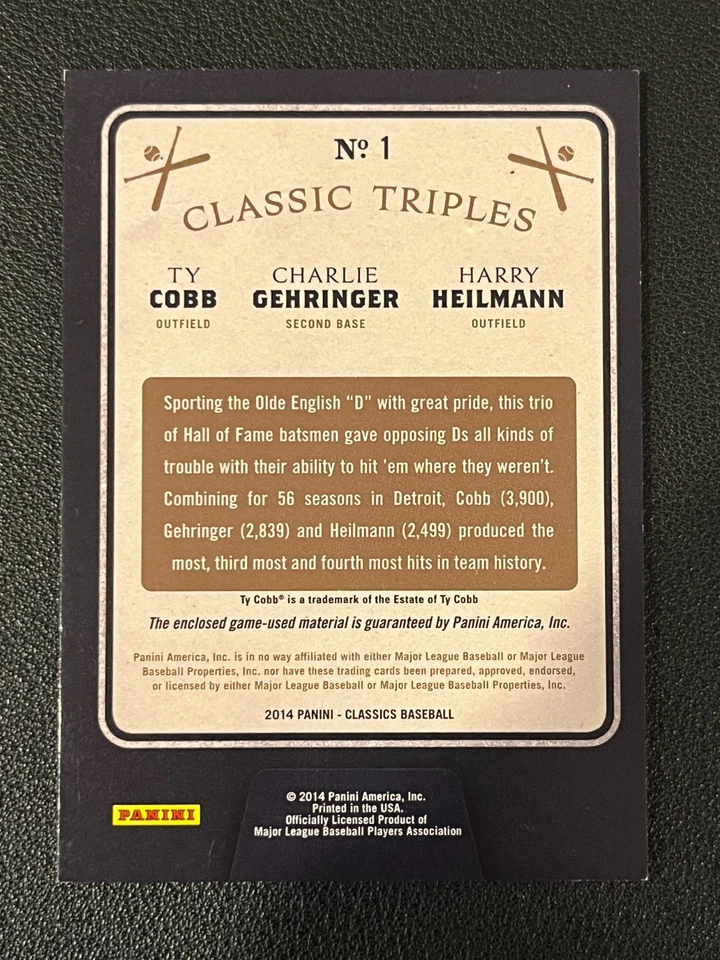 Nº 1
CLASSIC TRIPLES
TY CHARLIE HARRY
COBB GEHRINGER HEILMANN
OUTFIELD SECOND BASE OUTFIELD
Sporting the Olde English “D” with great pride, this trio
of Hall of Fame batsmen gave opposing Ds all kinds of
trouble with their ability to hit 'em where they weren't.
Combining for 56 seasons in Detroit, Cobb (3,900),
Gehringer (2,839) and Heilmann (2,499) produced the
most, third most and fourth most hits in team history.
Ty Cobb® is a trademark of the Estate of Ty Cobb
The enclosed game-used material is guaranteed by Panini America, Inc.
Panini America, Inc. is in no way affiliated with either Major League Baseball or Major League
Baseball Properties, Inc. nor have these trading cards been prepared, approved, endorsed,
or licensed by either Major League Baseball or Major League Baseball Properties, Inc.
2014 PANINI - CLASSICS BASEBALL
PANINI
© 2014 Panini America, Inc.
Printed in the USA.
Officially Licensed Product of
Major League Baseball Players Association